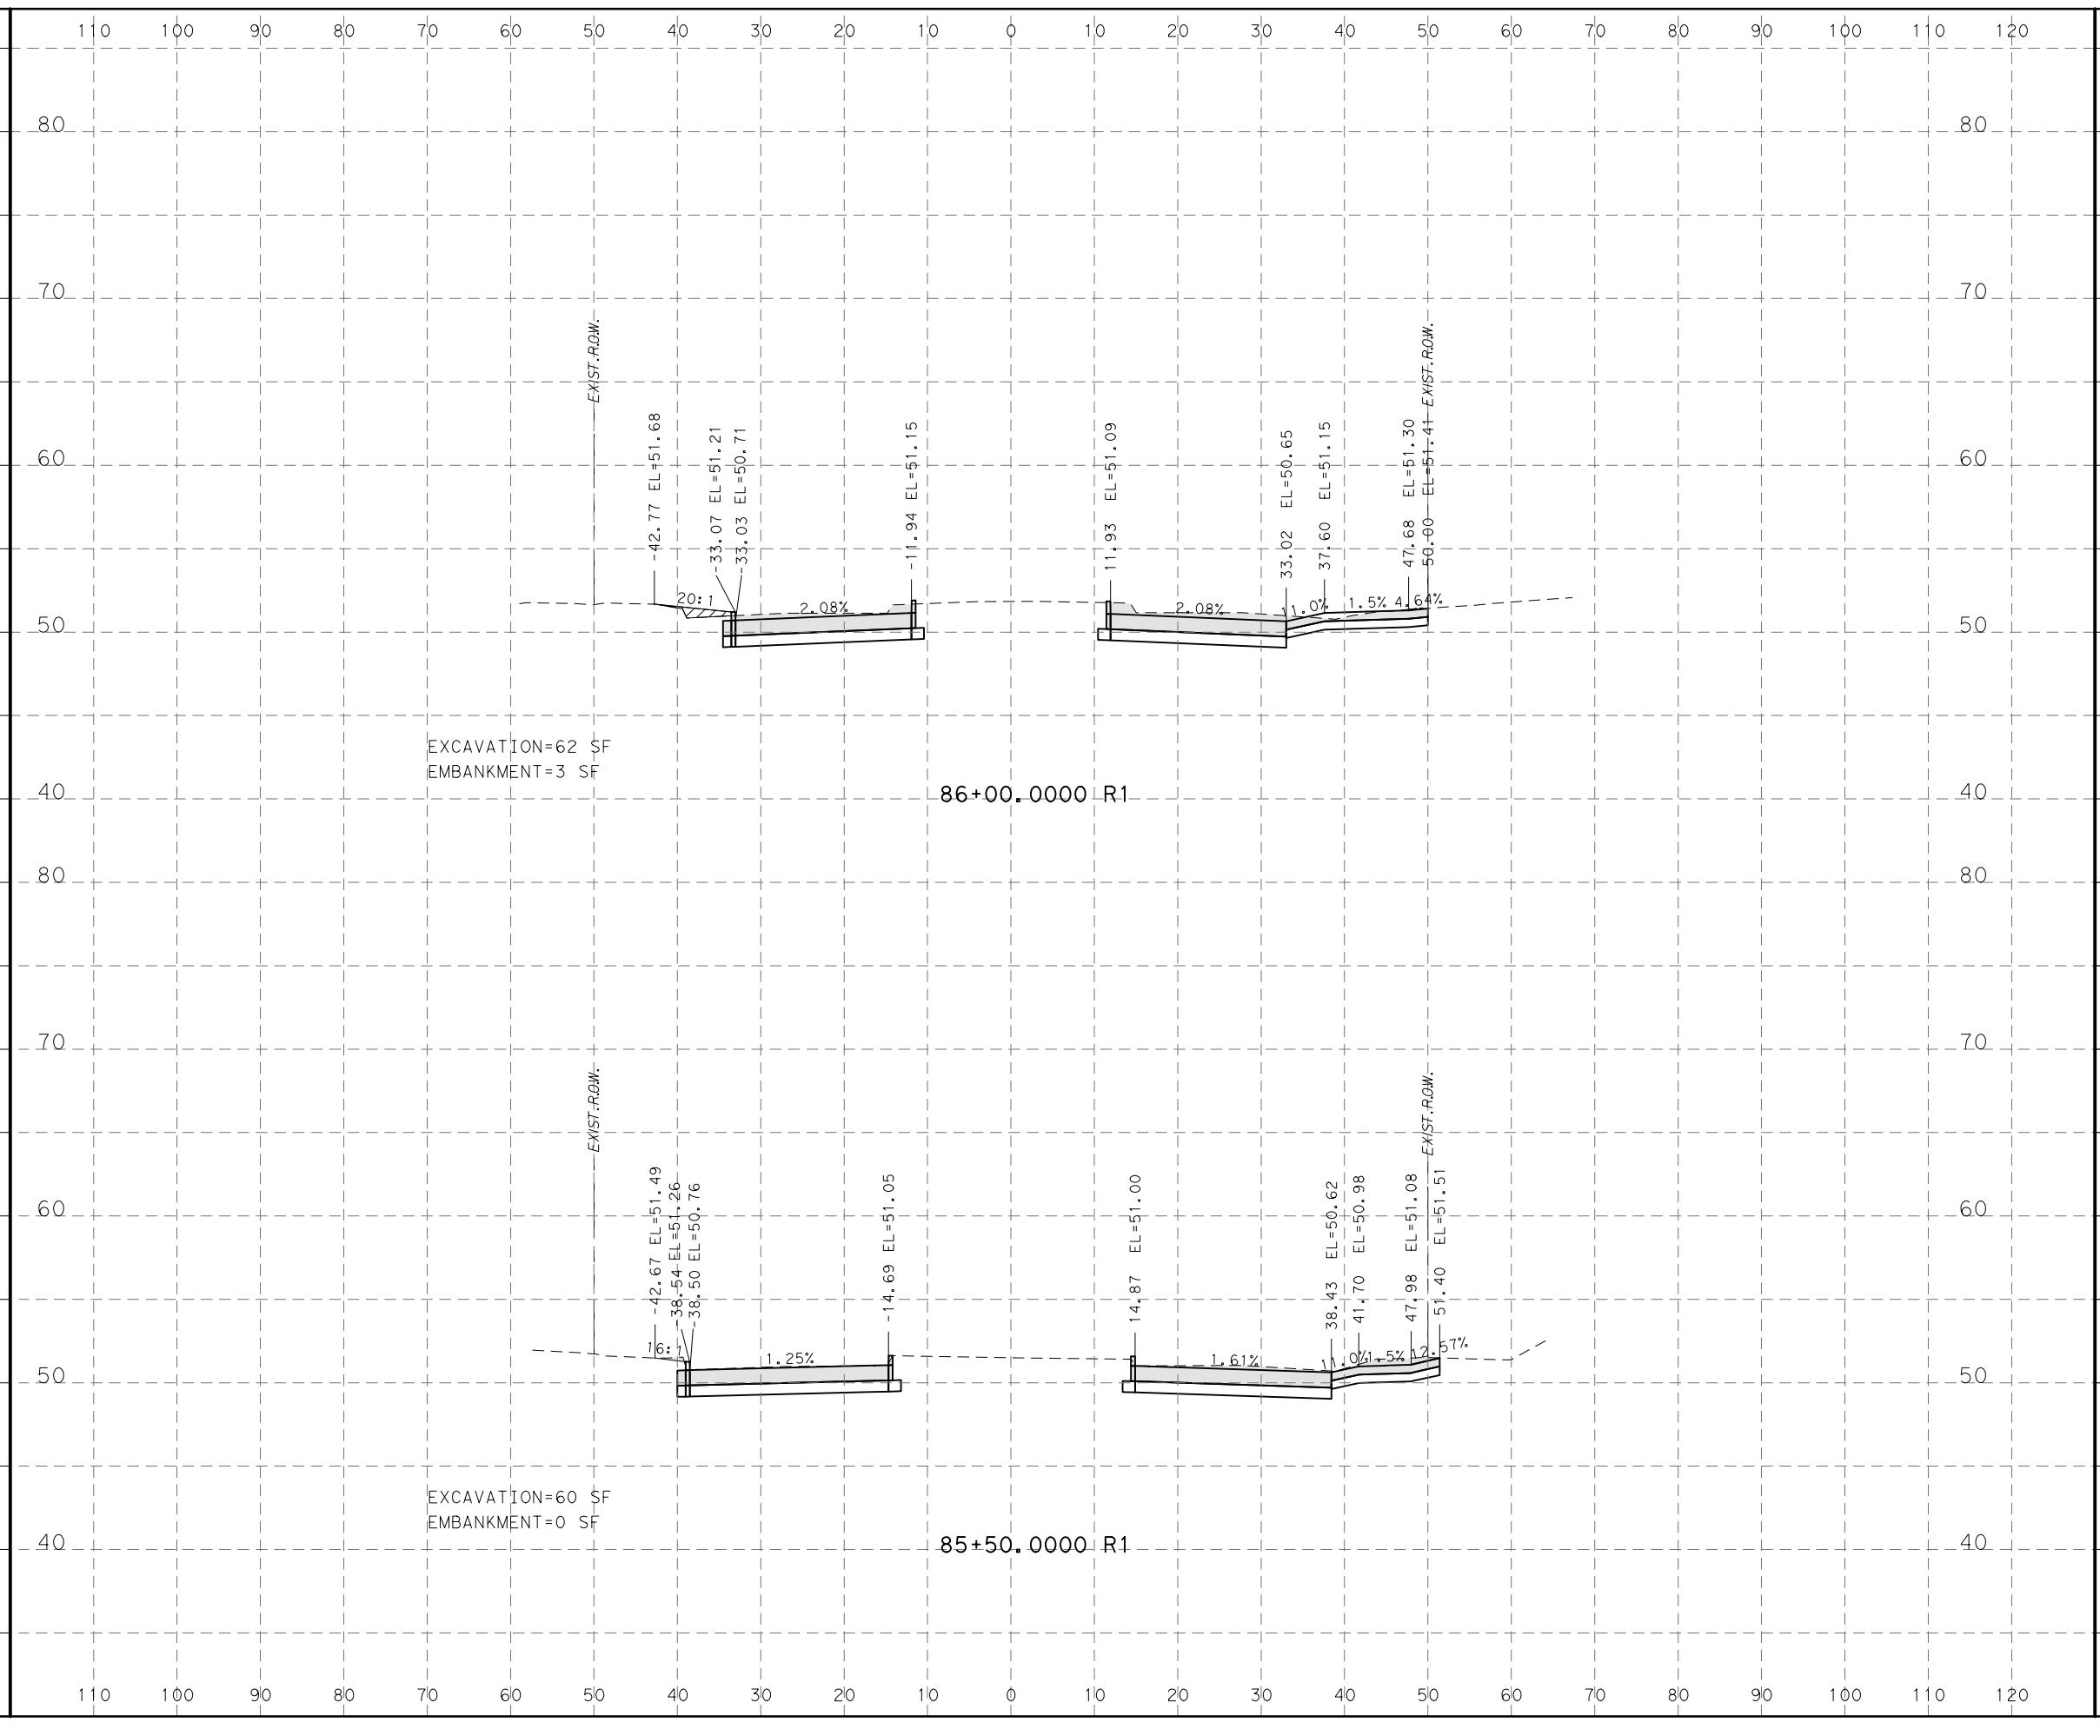 110 100 90 80 70 60 50 40 30 20 10 0 10 20 30 40 50 60 70 80 90 100 110 120
80 80
70 70
EXIST.R.O.W. EXIST.R.O.W.
60 60
-42.77 EL=51.68
-33.07 EL=51.21
-33.03 EL=50.71
-11.94 EL=51.15
11.93 EL=51.09
33.02 EL=50.65
37.60 EL=51.15
47.68 EL=51.30
50.00 EL=51.41
20:1 2.08% 2.08% 11.0% 1.5% 4.64%
50 50
EXCAVATION=62 SF
EMBANKMENT=3 SF
40 86+00.0000 R1 40
80 80
70 70
EXIST.R.O.W. EXIST.R.O.W.
60 60
-42.67 EL=51.49
-38.54 EL=51.26
-38.50 EL=50.76
-14.69 EL=51.05
14.87 EL=51.00
38.43 EL=50.62
41.70 EL=50.98
47.98 EL=51.08
51.40 EL=51.51
16:1 1.25% 1.61% 11.0% 1.5% 12.57%
50 50
EXCAVATION=60 SF
EMBANKMENT=0 SF
40 85+50.0000 R1 40
110 100 90 80 70 60 50 40 30 20 10 0 10 20 30 40 50 60 70 80 90 100 110 120